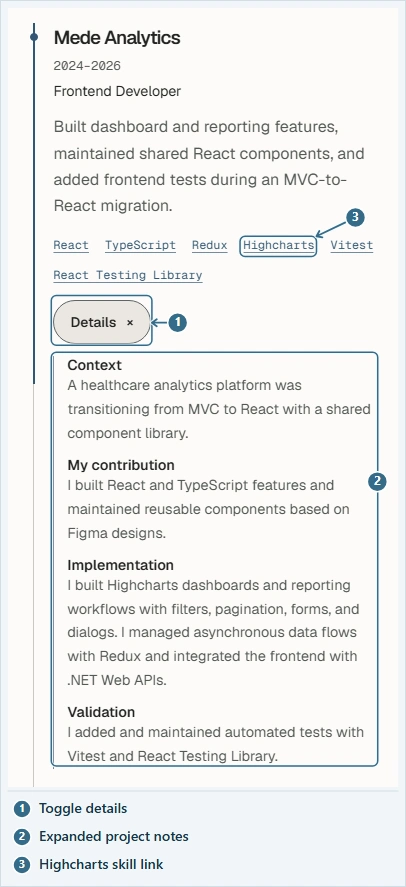 Mede Analytics
2024–2026
Frontend Developer
Built dashboard and reporting features,
maintained shared React components, and
added frontend tests during an MVC-to-
React migration.
3
React TypeScript Redux Highcharts Vitest
React Testing Library
Details × 1
Context
A healthcare analytics platform was
transitioning from MVC to React with a shared
component library.
My contribution
I built React and TypeScript features and
2
maintained reusable components based on
Figma designs.
Implementation
I built Highcharts dashboards and reporting
workflows with filters, pagination, forms, and
dialogs. I managed asynchronous data flows
with Redux and integrated the frontend with
.NET Web APIs.
Validation
I added and maintained automated tests with
Vitest and React Testing Library.
1 Toggle details
2 Expanded project notes
3 Highcharts skill link